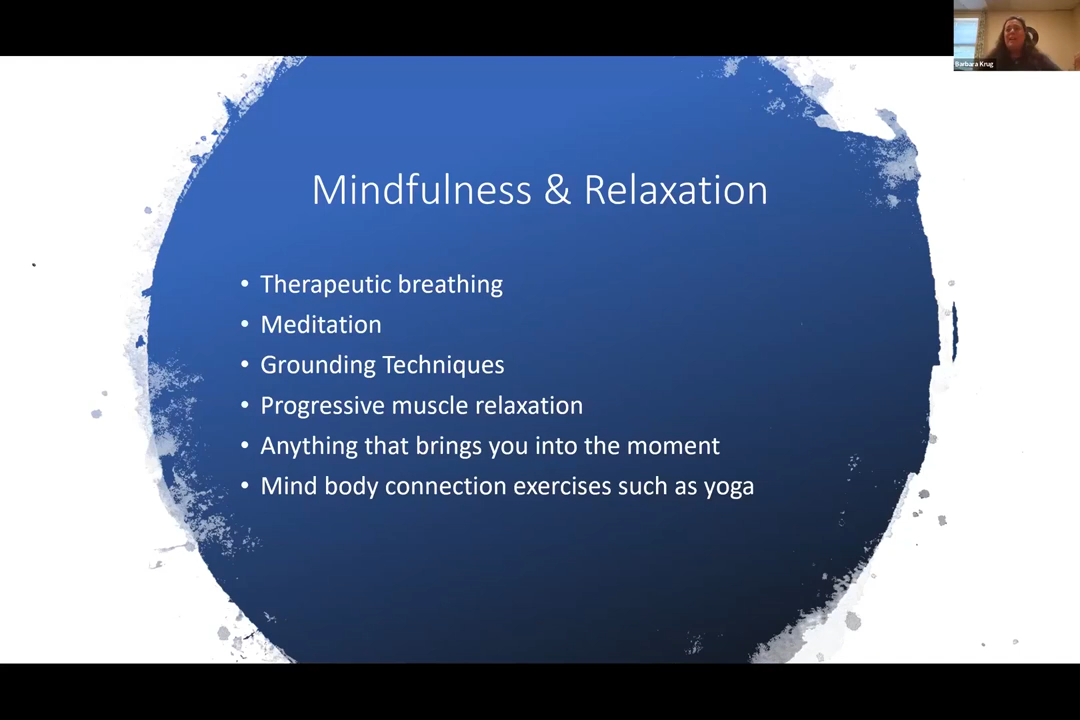 Barbara Krug
Mindfulness & Relaxation
• Therapeutic breathing
• Meditation
• Grounding Techniques
• Progressive muscle relaxation
• Anything that brings you into the moment
• Mind body connection exercises such as yoga